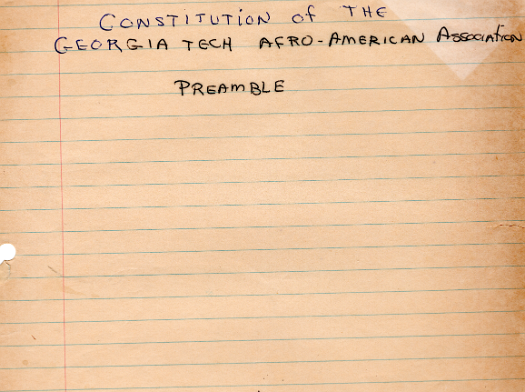 CONSTITUTION of THE
GEORGIA TECH AFRO-AMERICAN ASSOCIATION
PREAMBLE